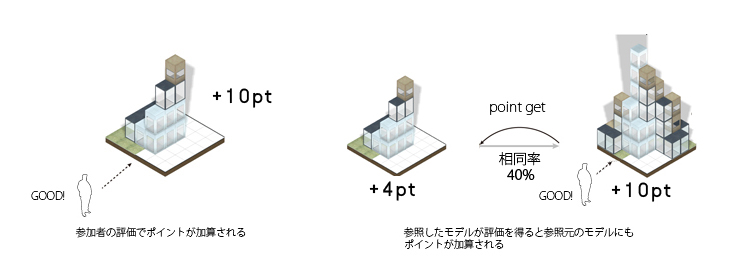 +10pt
GOOD!
参加者の評価でポイントが加算される
point get
相同率
40%
+4pt
GOOD!
+10pt
参照したモデルが評価を得ると参照元のモデルにも
ポイントが加算される